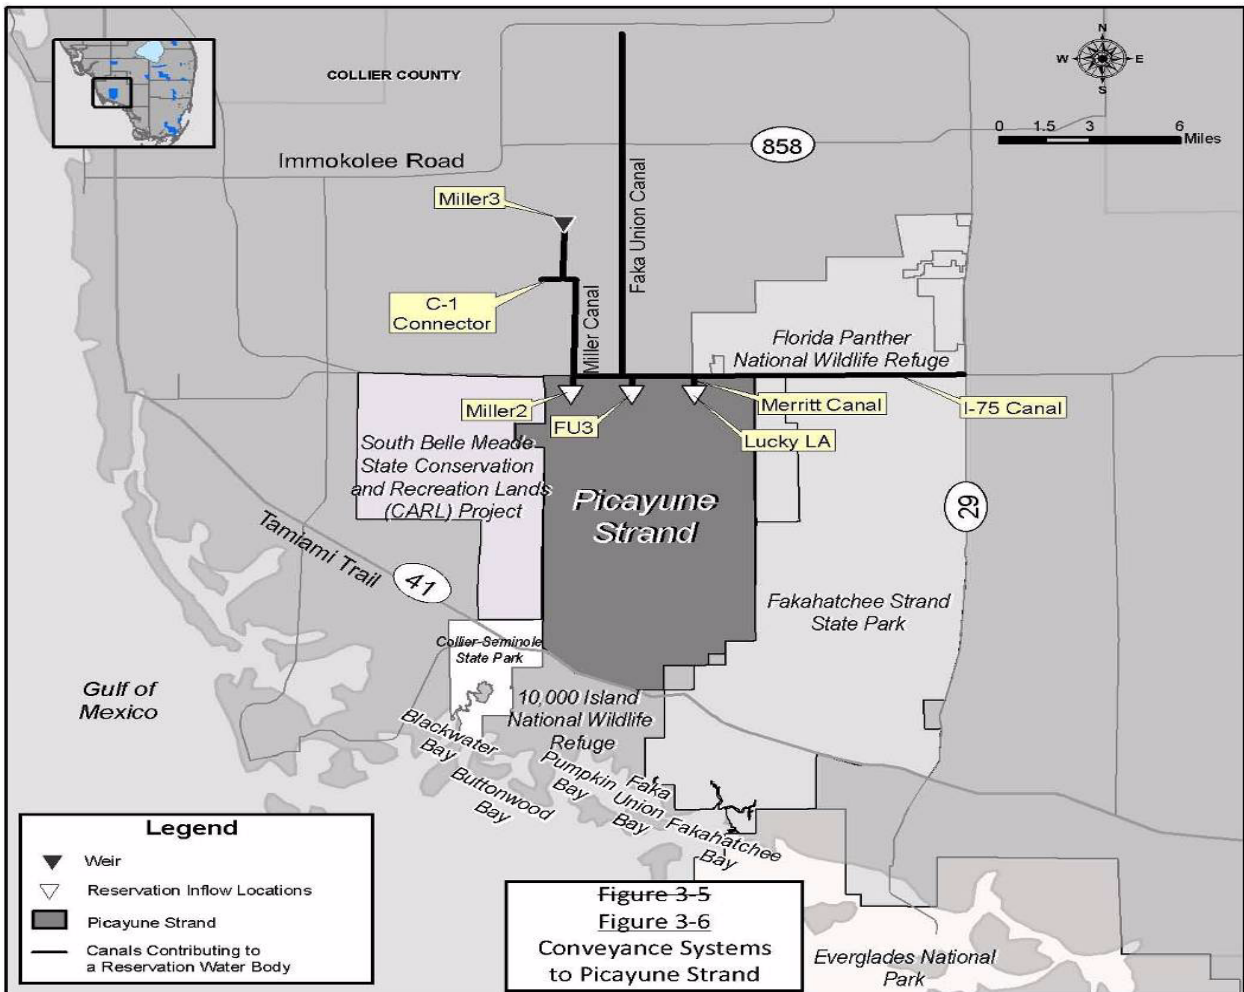 COLLIER COUNTY
N
W E
S
0 1.5 3 6
Miles
858
Immokolee Road
Miller3
Faka Union Canal
C-1
Connector
Miller Canal
Florida Panther
National Wildlife Refuge
Miller2
FU3
Merritt Canal
I-75 Canal
Lucky LA
South Belle Meade
State Conservation
and Recreation Lands
(CARL) Project
Picayune
Strand
29
Tamiami Trail
41
Fakahatchee Strand
State Park
Collier-Seminole
State Park
Gulf of
Mexico
10,000 Island
National Wildlife
Refuge
Blackwater
Bay
Buttonwood
Bay
Pumpkin
Bay
Faka
Union
Bay
Fakahatchee
Bay
Legend
Weir
Reservation Inflow Locations
Picayune Strand
Canals Contributing to
a Reservation Water Body
Figure 3-5
Figure 3-6
Conveyance Systems
to Picayune Strand
Everglades National
Park